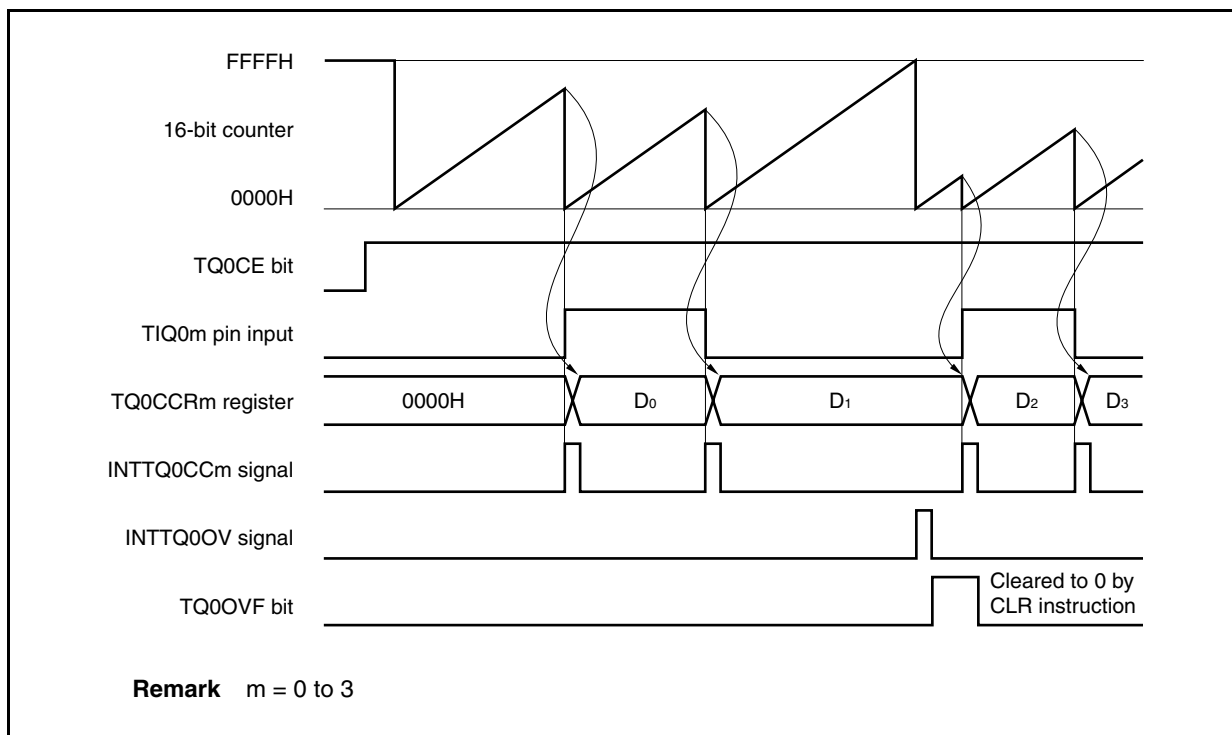 FFFFH
16-bit counter
0000H
TQ0CE bit
TIQ0m pin input
TQ0CCRm register
0000H
D0
D1
D2
D3
INTTQ0CCm signal
INTTQ0OV signal
TQ0OVF bit
Cleared to 0 by
CLR instruction
Remark m = 0 to 3